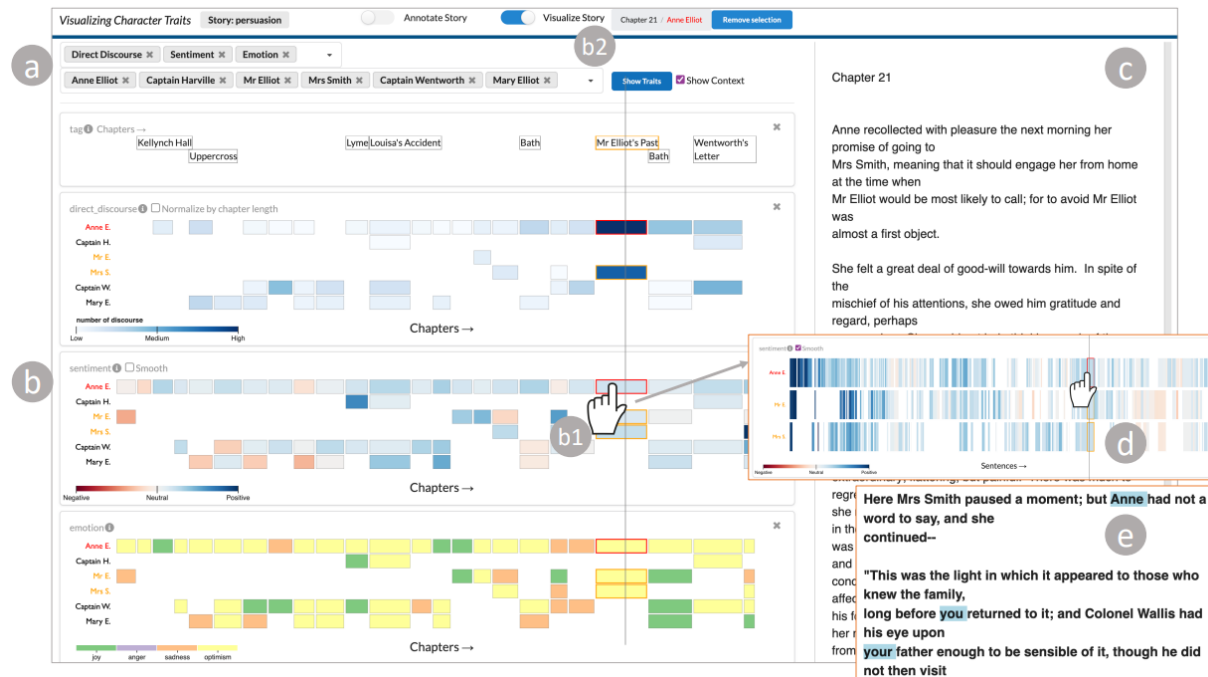 Visualizing Character Traits Story: persuasion Annotate Story Visualize Story Chapter 21 / Anne Elliot Remove selection
a
Direct Discourse × Sentiment × Emotion ×
b2
Anne Elliot × Captain Harville × Mr Elliot × Mrs Smith × Captain Wentworth × Mary Elliot × Show Traits Show Context
tag Chapters →
Kellynch Hall Lyme Louisa's Accident Bath Mr Elliot's Past Wentworth's
Uppercross Bath Letter
direct_discourse Normalize by chapter length
Anne E.
Captain H.
Mr E.
Mrs S.
Captain W.
Mary E.
number of discourse
Low Medium High
Chapters →
b
sentiment Smooth
Anne E.
Captain H.
Mr E.
Mrs S.
Captain W.
Mary E.
b1
Negative Neutral Positive
Chapters →
emotion
Anne E.
Captain H.
Mr E.
Mrs S.
Captain W.
Mary E.
joy anger sadness optimism
Chapters →
c
Chapter 21
Anne recollected with pleasure the next morning her
promise of going to
Mrs Smith, meaning that it should engage her from home
at the time when
Mr Elliot would be most likely to call; for to avoid Mr Elliot
was
almost a first object.
She felt a great deal of good-will towards him. In spite of
the
mischief of his attentions, she owed him gratitude and
regard, perhaps
sentiment Smooth
Anne E.
Mr E.
Mrs S.
Negative Neutral Positive
Sentences →
d
regre
she
in th
was
and
conc
affec
his f
her r
from
e
Here Mrs Smith paused a moment; but Anne had not a
word to say, and she
continued--
"This was the light in which it appeared to those who
knew the family,
long before you returned to it; and Colonel Wallis had
his eye upon
your father enough to be sensible of it, though he did
not then visit